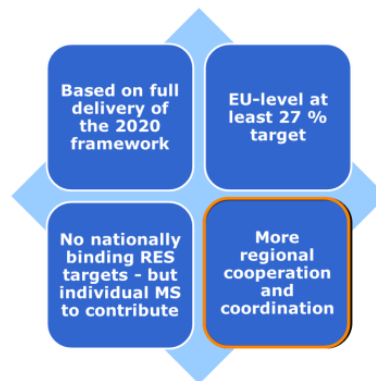 Based on full
delivery of
the 2020
framework
EU-level at
least 27 %
target
No nationally
binding RES
targets - but
individual MS
to contribute
More
regional
cooperation
and
coordination